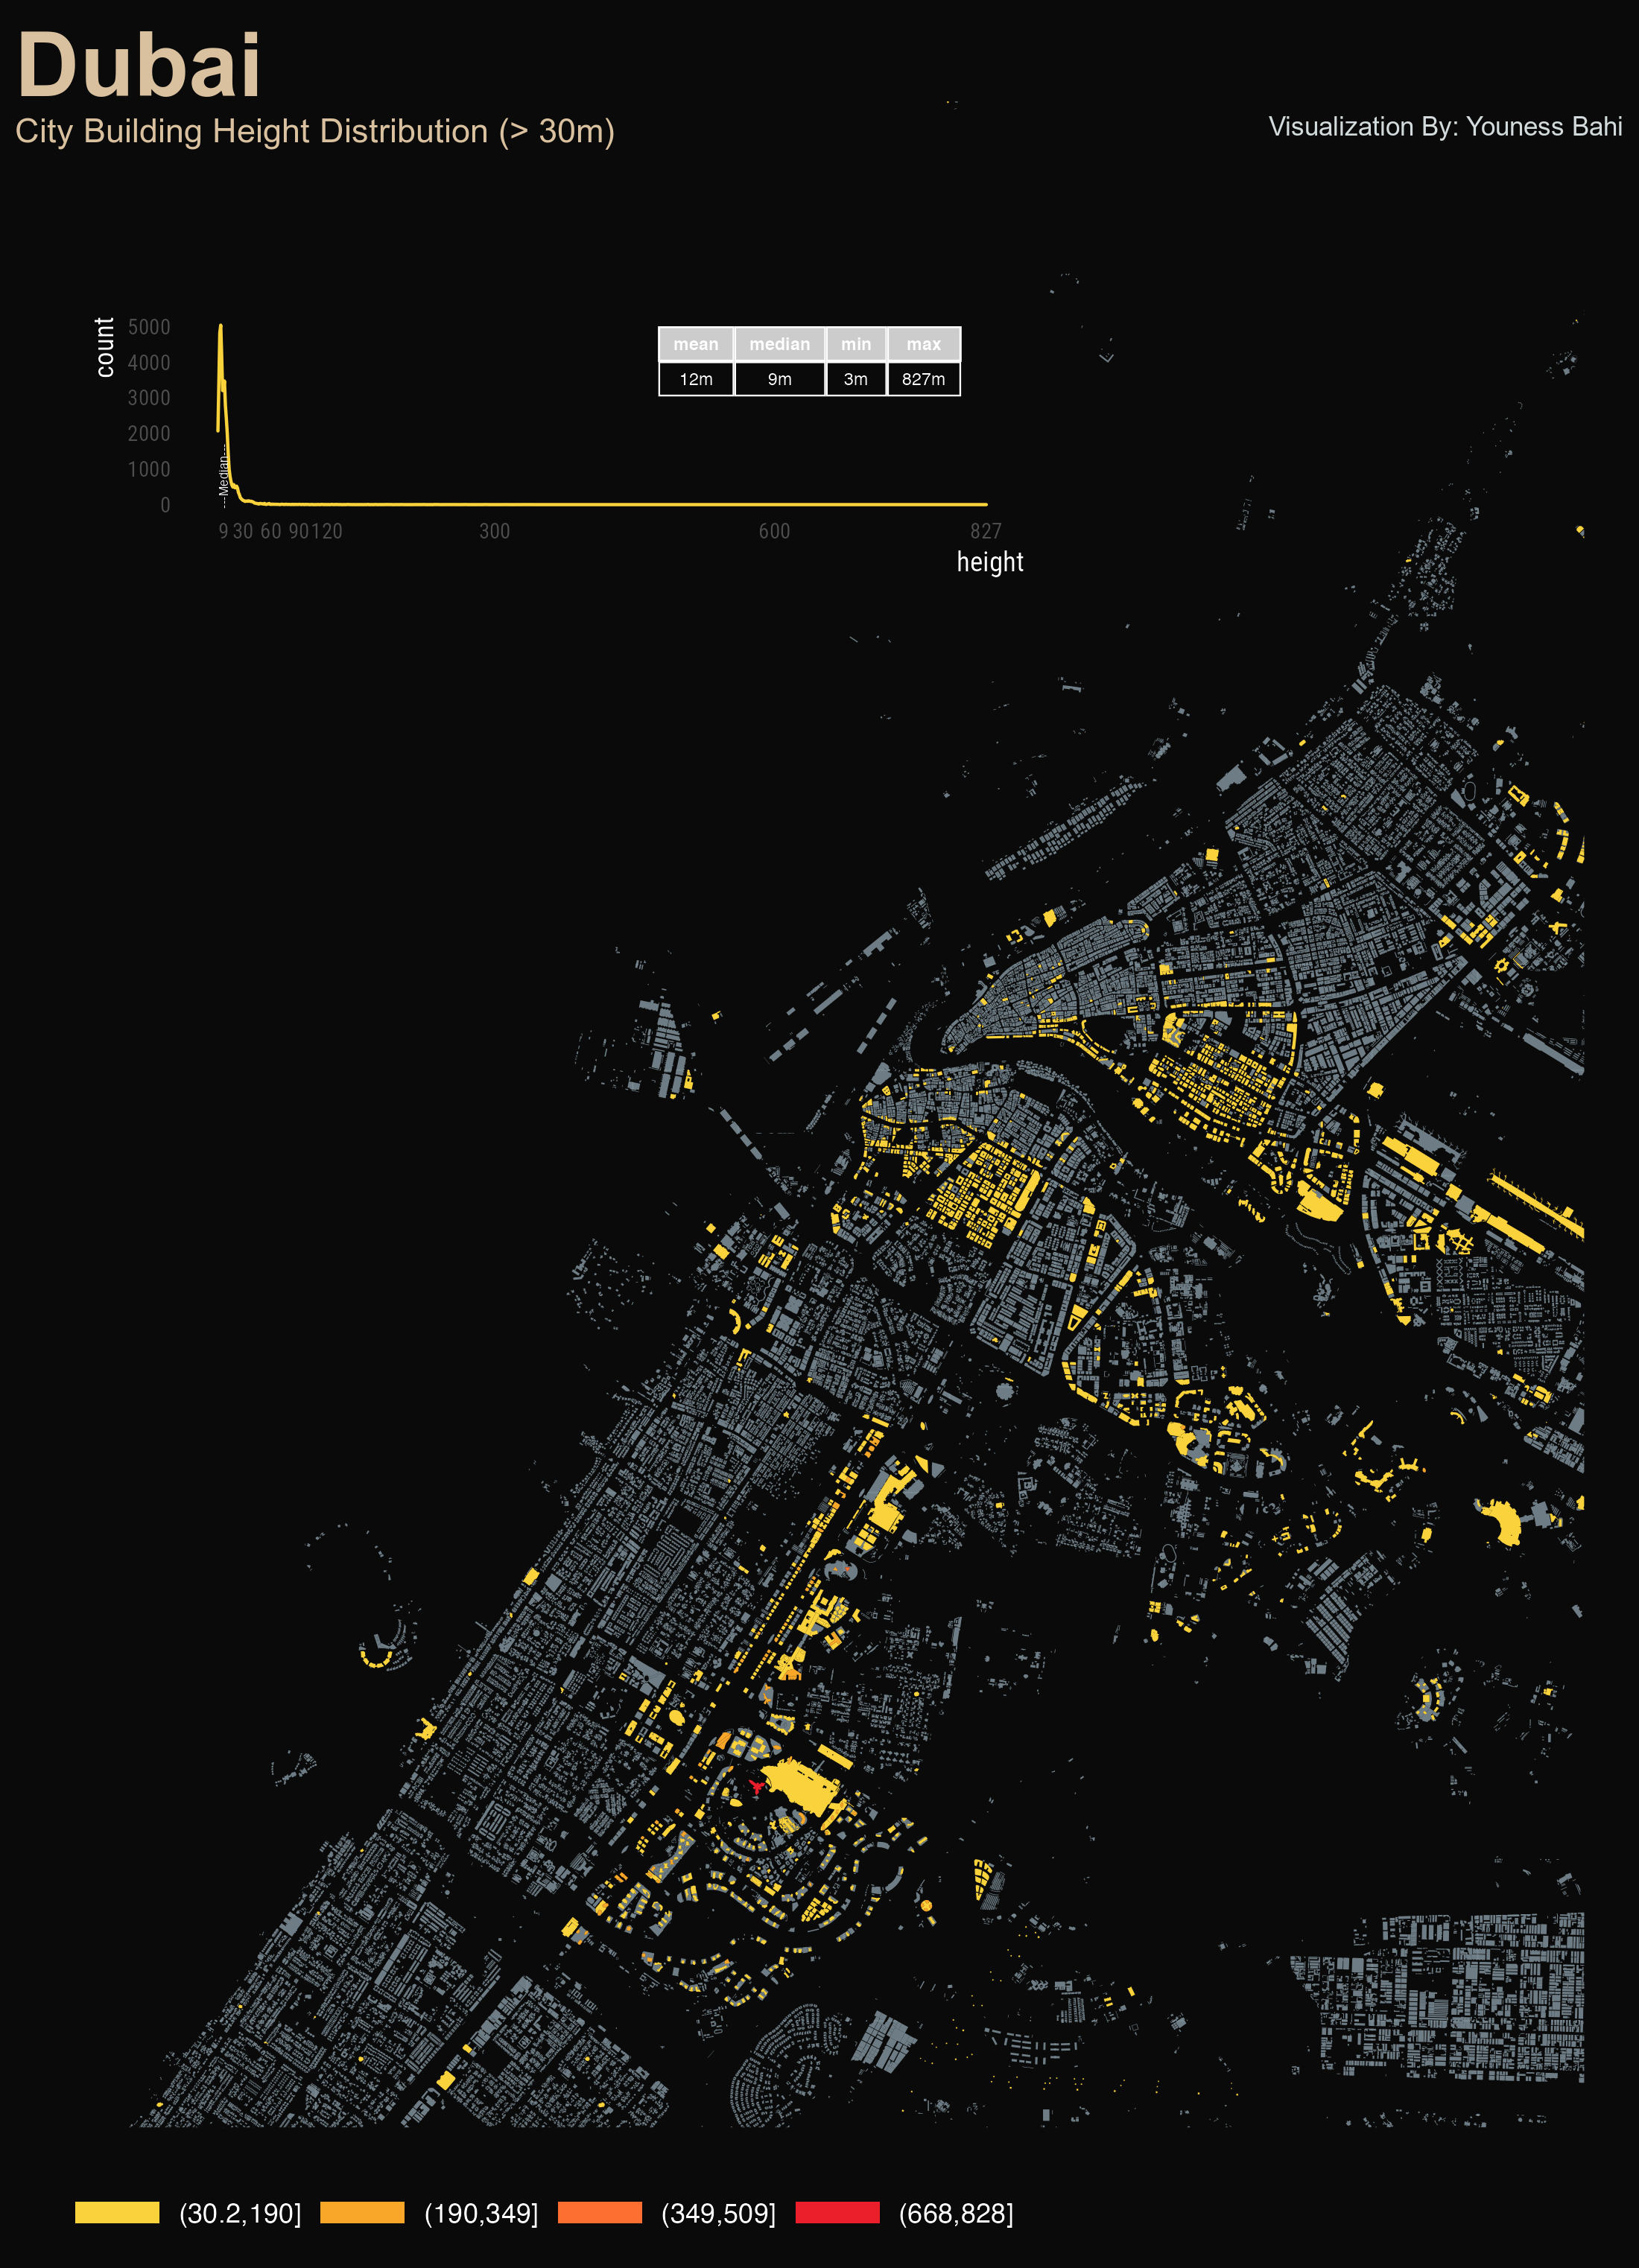 Dubai
City Building Height Distribution (> 30m)
Visualization By: Youness Bahi
count
5000
4000
3000
2000
1000
0
---Median---
9 30 60 90 120 300 600 827
height
mean median min max
12m 9m 3m 827m
(30.2,190] (190,349] (349,509] (668,828]